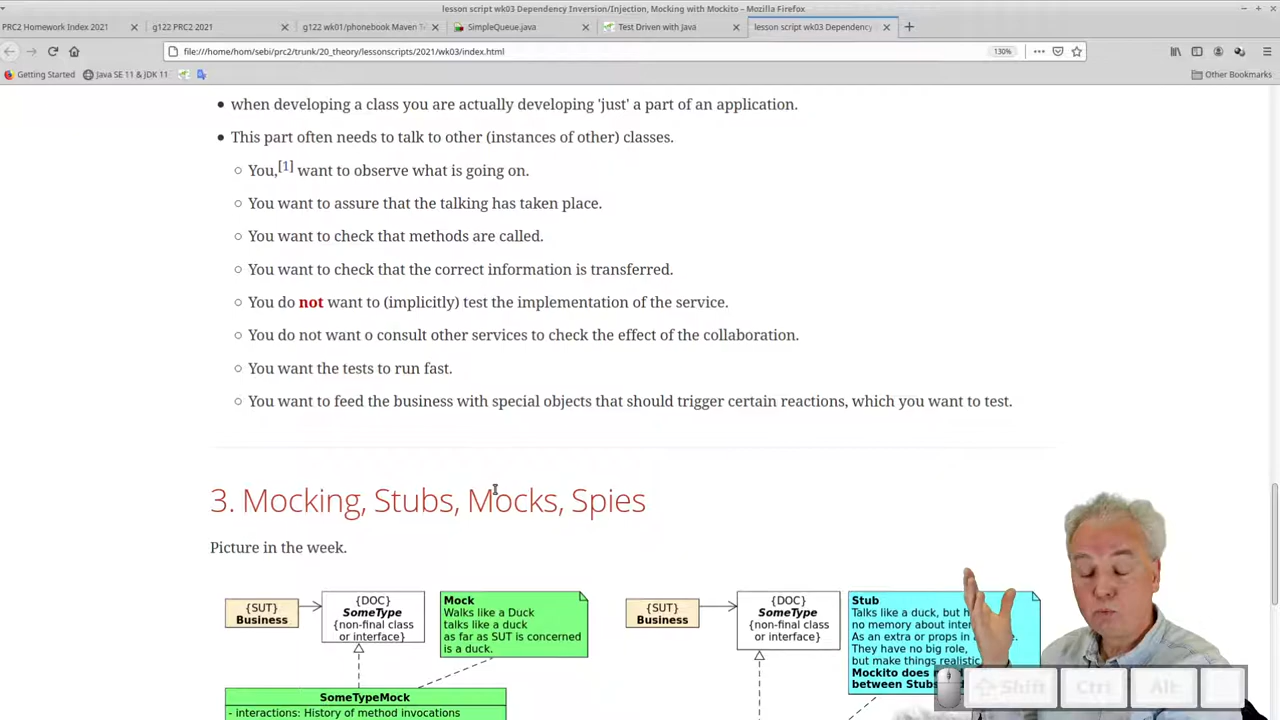 lesson script wk03 Dependency Inversion/Injection, Mocking with Mockito - Mozilla Firefox
PRC2 Homework Index 2021
g122 PRC2 2021
g122 wk01/phonebook Maven T
SimpleQueue.java
Test Driven with Java
lesson script wk03 Dependency
file:///home/hom/sebi/prc2/trunk/20_theory/lessonscripts/2021/wk03/index.html
130%
Getting Started
Java SE 11 & JDK 11
Other Bookmarks
when developing a class you are actually developing 'just' a part of an application.
This part often needs to talk to other (instances of other) classes.
You,[1] want to observe what is going on.
You want to assure that the talking has taken place.
You want to check that methods are called.
You want to check that the correct information is transferred.
You do not want to (implicitly) test the implementation of the service.
You do not want o consult other services to check the effect of the collaboration.
You want the tests to run fast.
You want to feed the business with special objects that should trigger certain reactions, which you want to test.
3. Mocking, Stubs, Mocks, Spies
Picture in the week.
{SUT}
Business
{DOC}
SomeType
{non-final class
or interface}
Mock
Walks like a Duck
talks like a duck
as far as SUT is concerned
is a duck.
SomeTypeMock
- interactions: History of method invocations
{SUT}
Business
{DOC}
SomeType
{non-final class
or interface}
Stub
Talks like a duck, but h
no memory about inter
As an extra or props in a
They have no big role,
but make things realistic
Mockito does
between Stubs
Shift
Ctrl
Alt